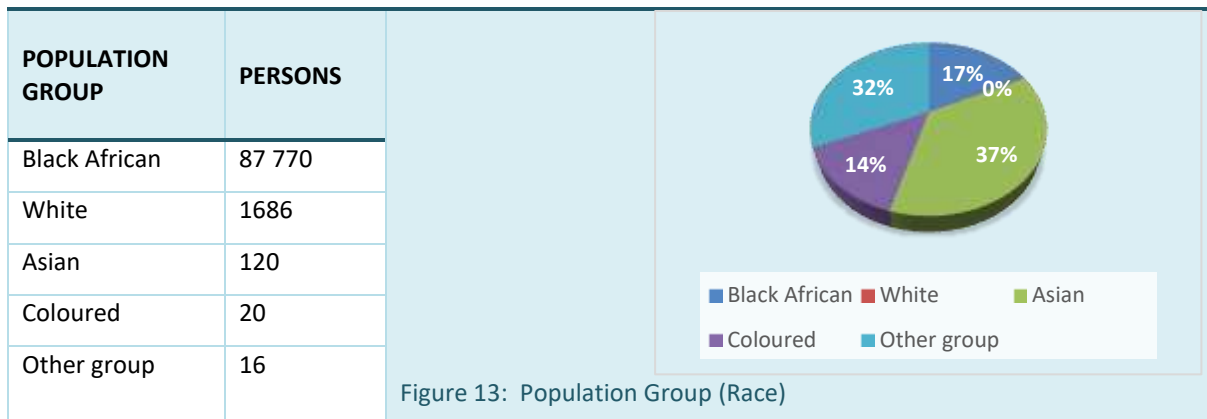 POPULATION
GROUP
PERSONS
Black African
87 770
White
1686
Asian
120
Coloured
20
Other group
16
17%
0%
37%
14%
32%
Black African
White
Asian
Coloured
Other group
Figure 13: Population Group (Race)